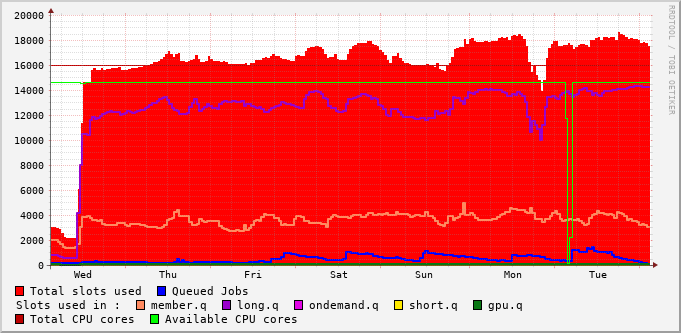 20000
18000
16000
14000
12000
10000
8000
6000
4000
2000
0
Wed Thu Fri Sat Sun Mon Tue
RRDTOOL / TOBI OETIKER
Total slots used Queued Jobs
Slots used in : member.q long.q ondemand.q short.q gpu.q
Total CPU cores Available CPU cores